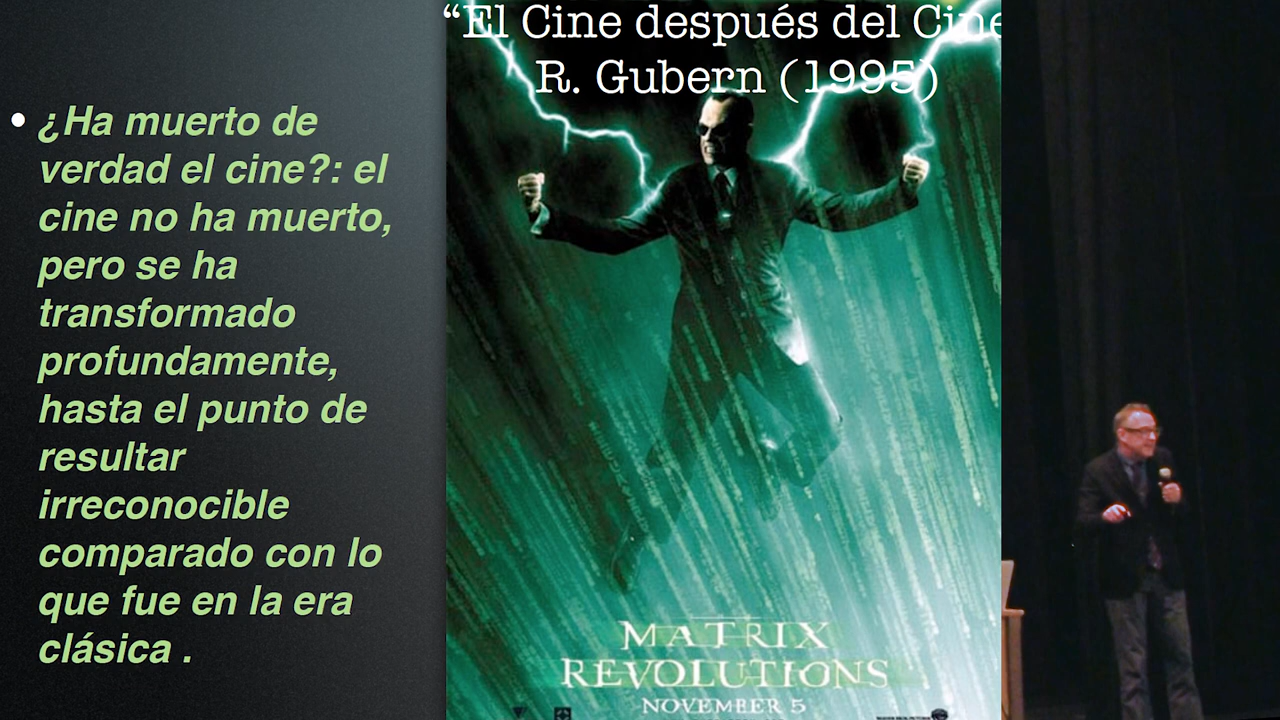 “El Cine después del Cine
R. Gubern (1995)
• ¿Ha muerto de
verdad el cine?: el
cine no ha muerto,
pero se ha
transformado
profundamente,
hasta el punto de
resultar
irreconocible
comparado con lo
que fue en la era
clásica .
MATRIX
REVOLUTIONS
NOVEMBER 5